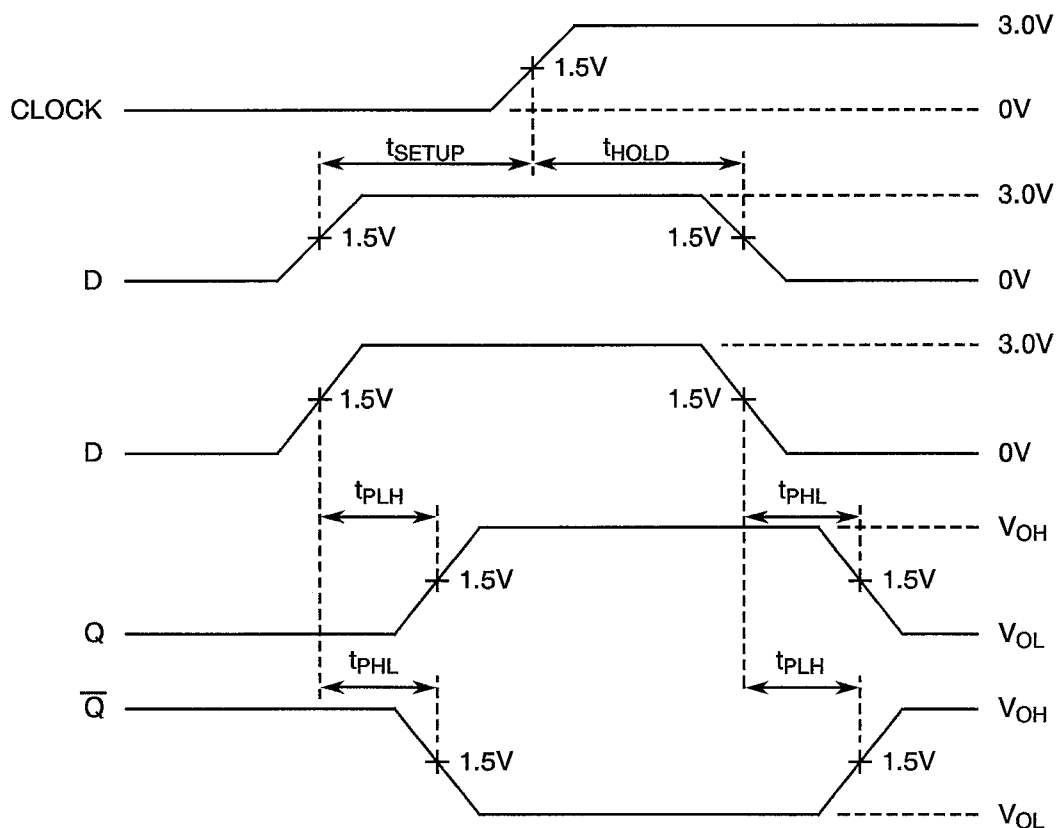 3.0V
1.5V
CLOCK 0V
tSETUP tHOLD
3.0V
1.5V 1.5V
D 0V
3.0V
1.5V 1.5V
D 0V
tPLH tPHL
VOH
1.5V 1.5V
Q VOL
tPHL tPLH
Q̅ VOH
1.5V 1.5V
VOL